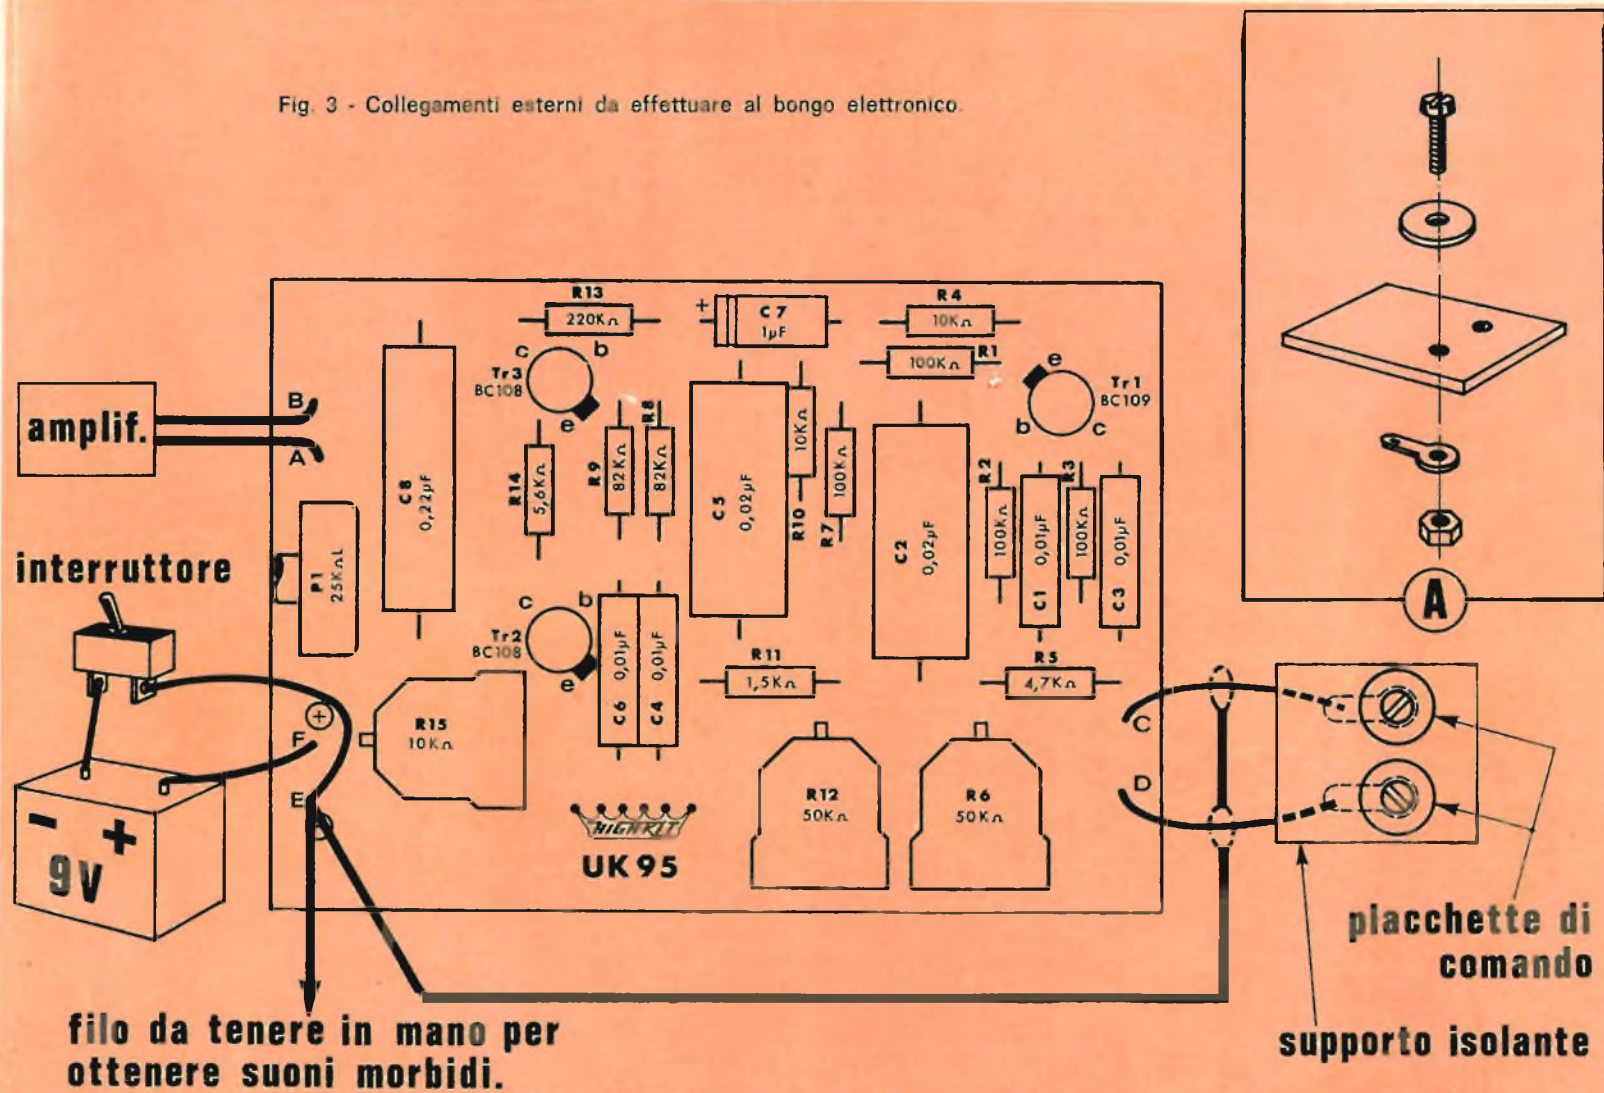 Fig. 3 - Collegamenti esterni da effettuare al bongo elettronico.
R13
220KΩ
+
C7
1µF
R4
10KΩ
R1
100KΩ
c
b
Tr3
BC108
e
e
Tr1
BC109
b
c
B
A
amplif.
C8
0,22µF
R14
5,6KΩ
R9
82KΩ
R8
82KΩ
C5
0,02µF
R10
10KΩ
R7
100KΩ
C2
0,02µF
R2
100KΩ
C1
0,01µF
R3
100KΩ
C3
0,01µF
A
interruttore
P1
25KΩL
c
b
Tr2
BC108
e
C6
0,01µF
C4
0,01µF
R11
1,5KΩ
R5
4,7KΩ
R15
10KΩ
+
F
E
C
D
R12
50KΩ
R6
50KΩ
HIGH KIT
UK 95
- +
9V
placchette di
comando
supporto isolante
filo da tenere in mano per
ottenere suoni morbidi.